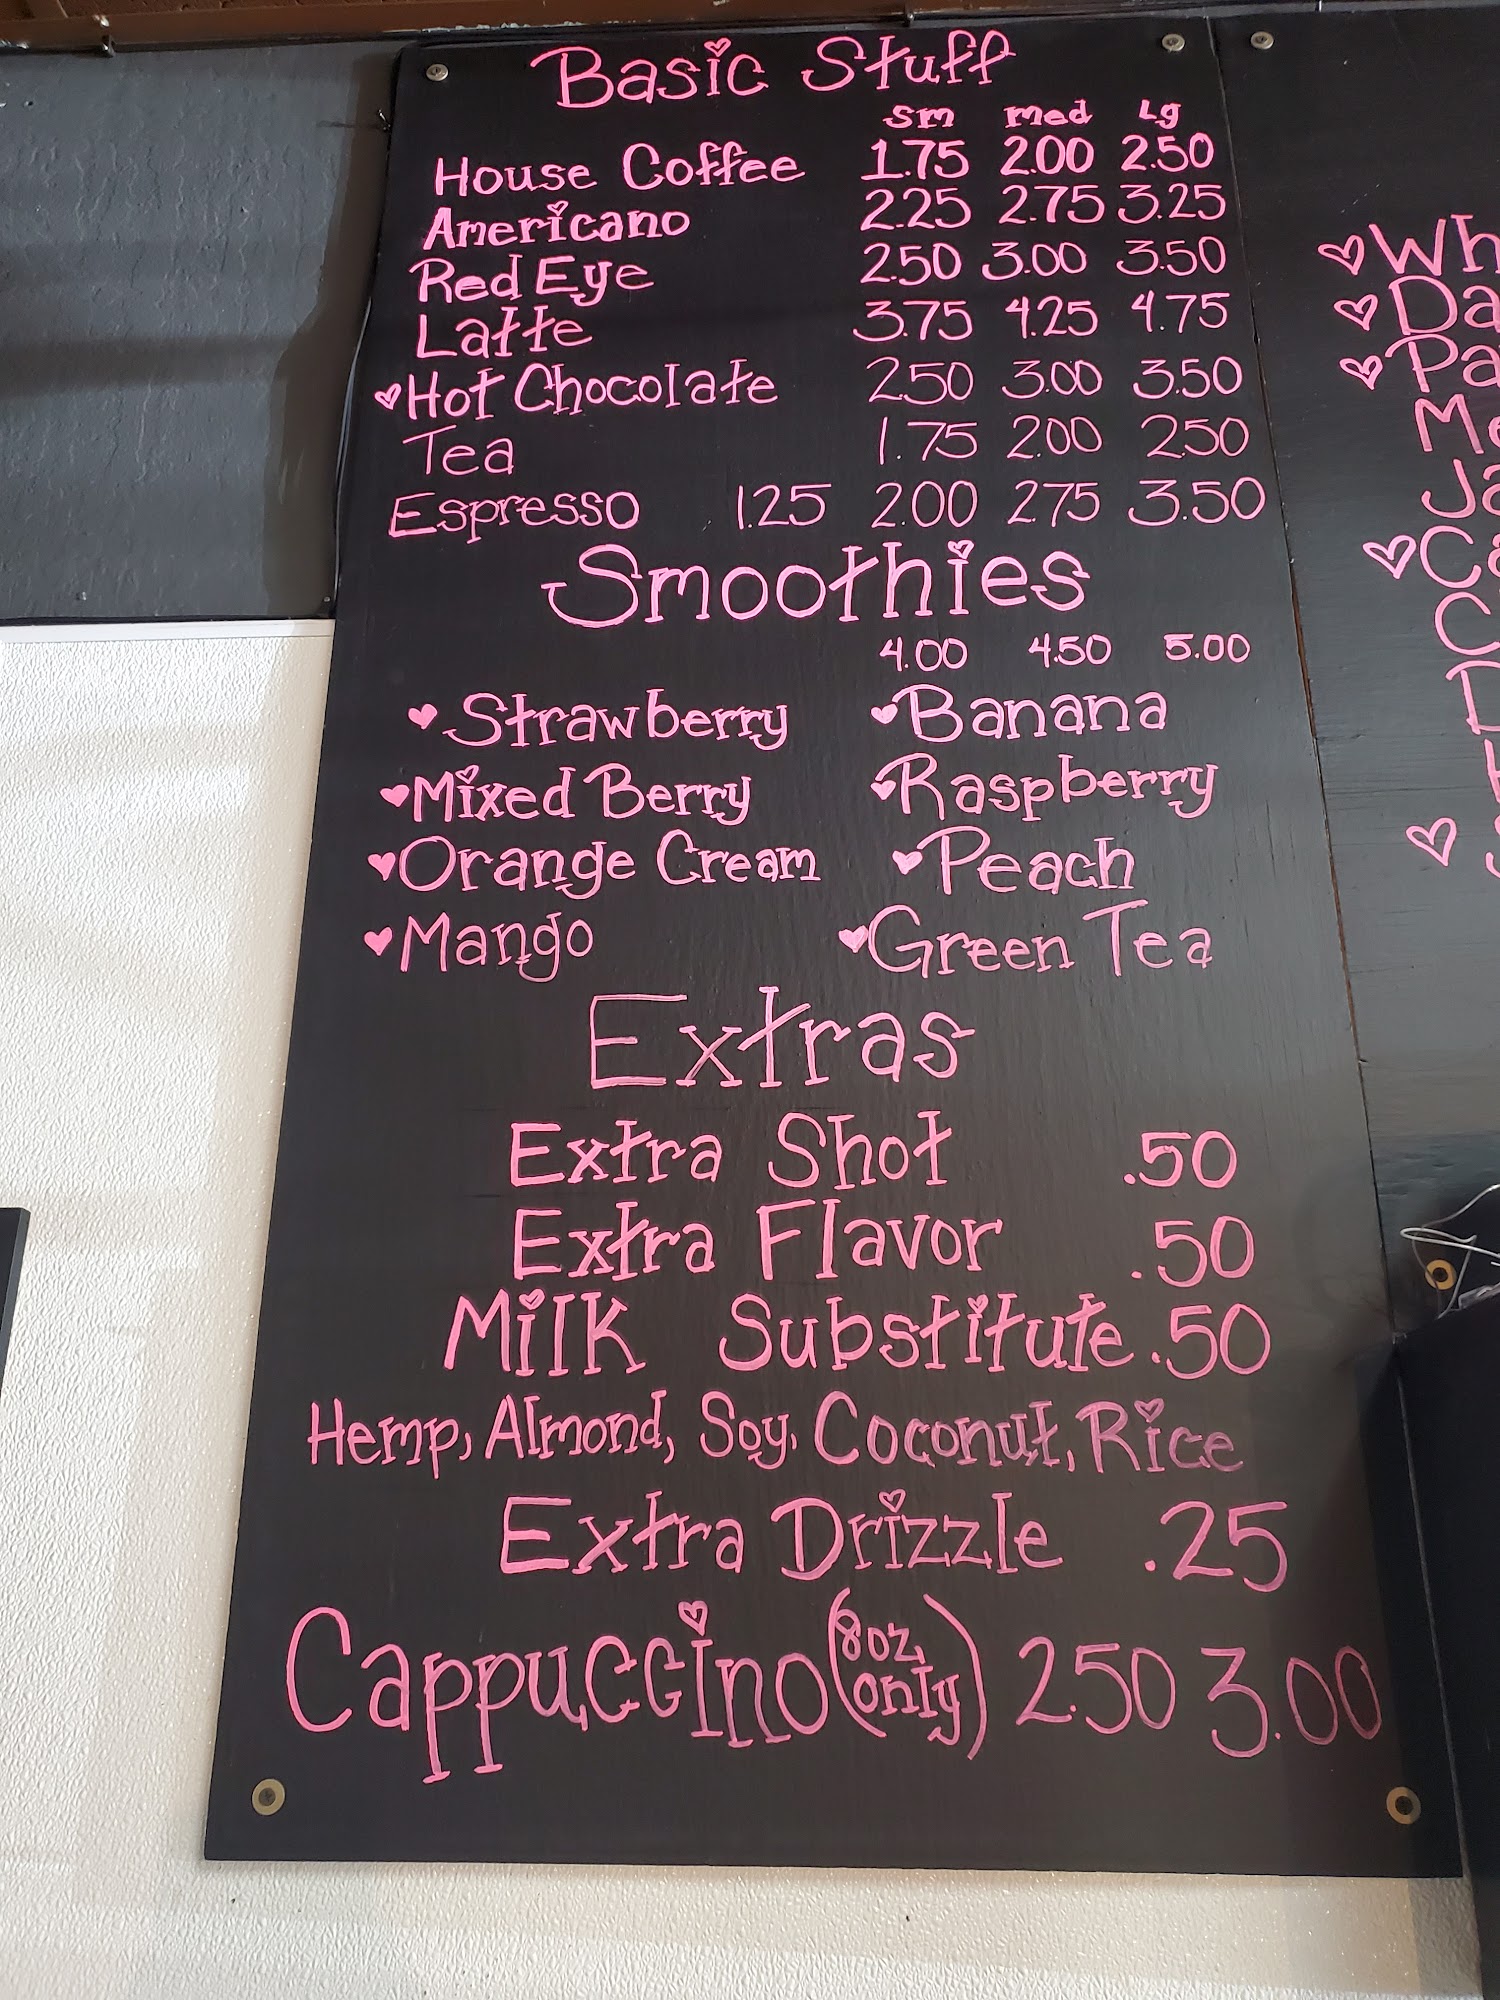 Basic Stuff
Sm Med Lg
House Coffee 1.75 2.00 2.50
Americano 2.25 2.75 3.25
Red Eye 2.50 3.00 3.50
Latte 3.75 4.25 4.75
Hot Chocolate 2.50 3.00 3.50
Tea 1.75 2.00 2.50
Espresso 1.25 2.00 2.75 3.50
Smoothies
4.00 4.50 5.00
Strawberry Banana
Mixed Berry Raspberry
Orange Cream Peach
Mango Green Tea
Extras
Extra Shot .50
Extra Flavor .50
Milk Substitute .50
Hemp, Almond, Soy, Coconut, Rice
Extra Drizzle .25
Cappuccino (8oz only) 2.50 3.00